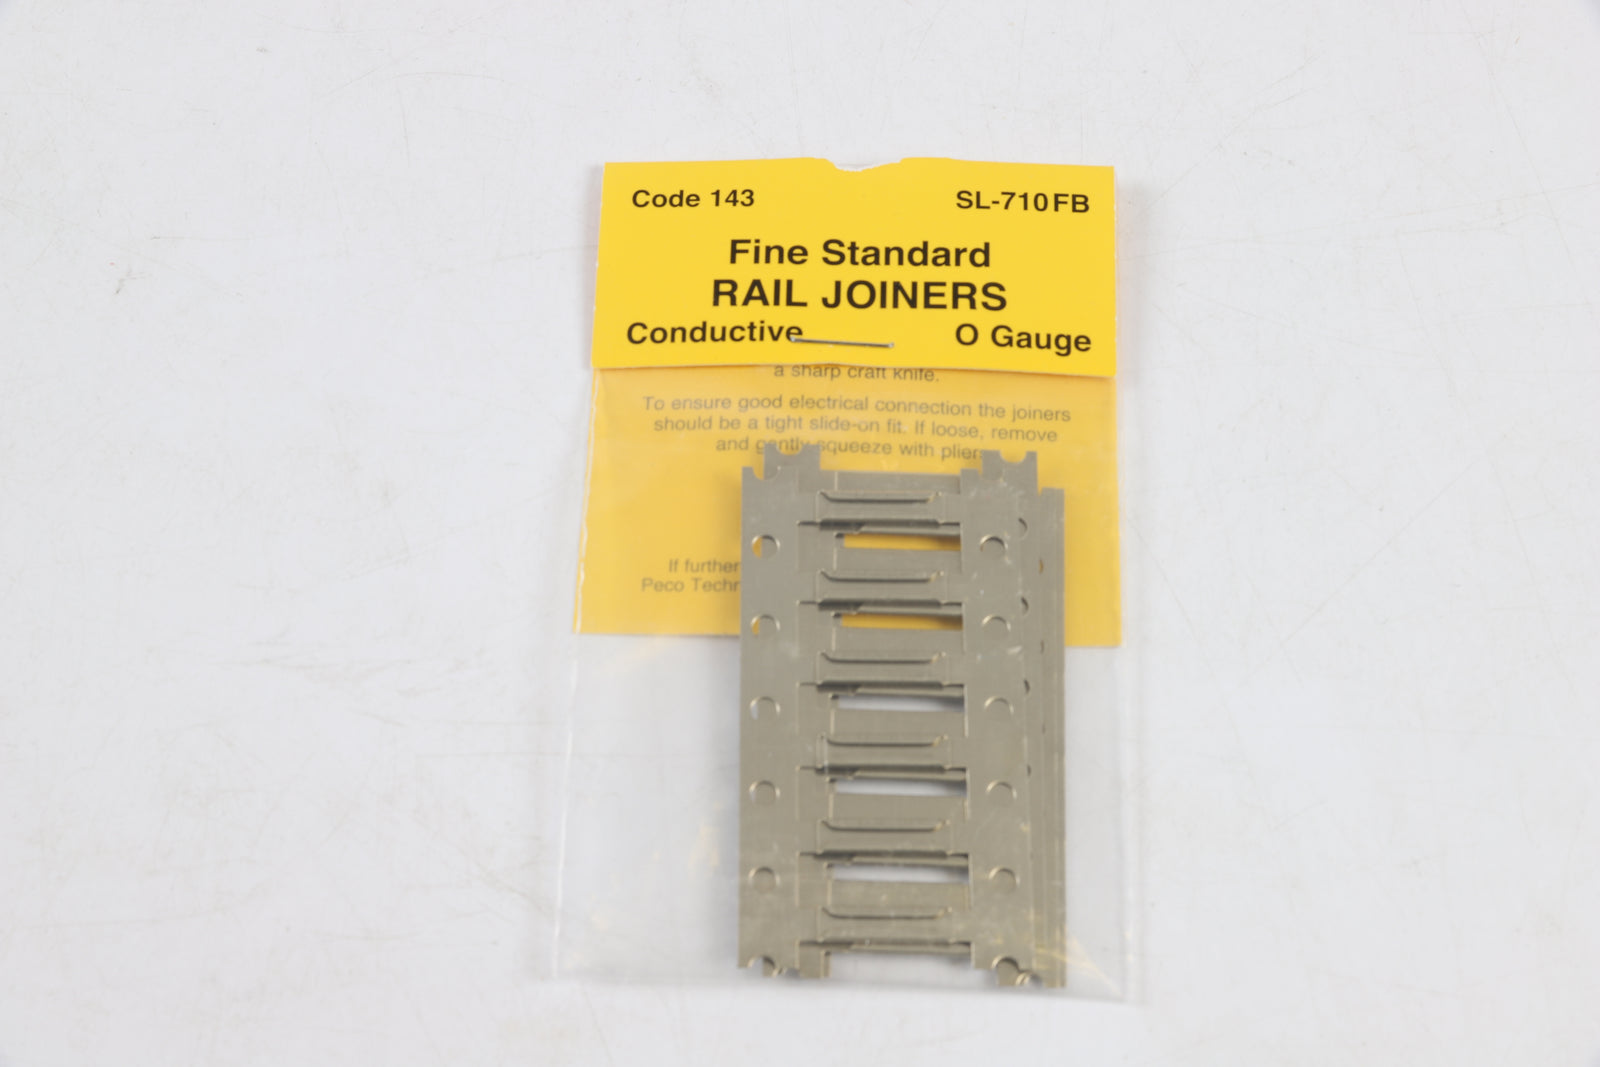 Code 143 SL-710FB
Fine Standard
RAIL JOINERS
Conductive O Gauge
a sharp craft knife.
To ensure good electrical connection the joiners
should be a tight slide-on fit. If loose, remove
and gently squeeze with pliers
If further
Peco Techn